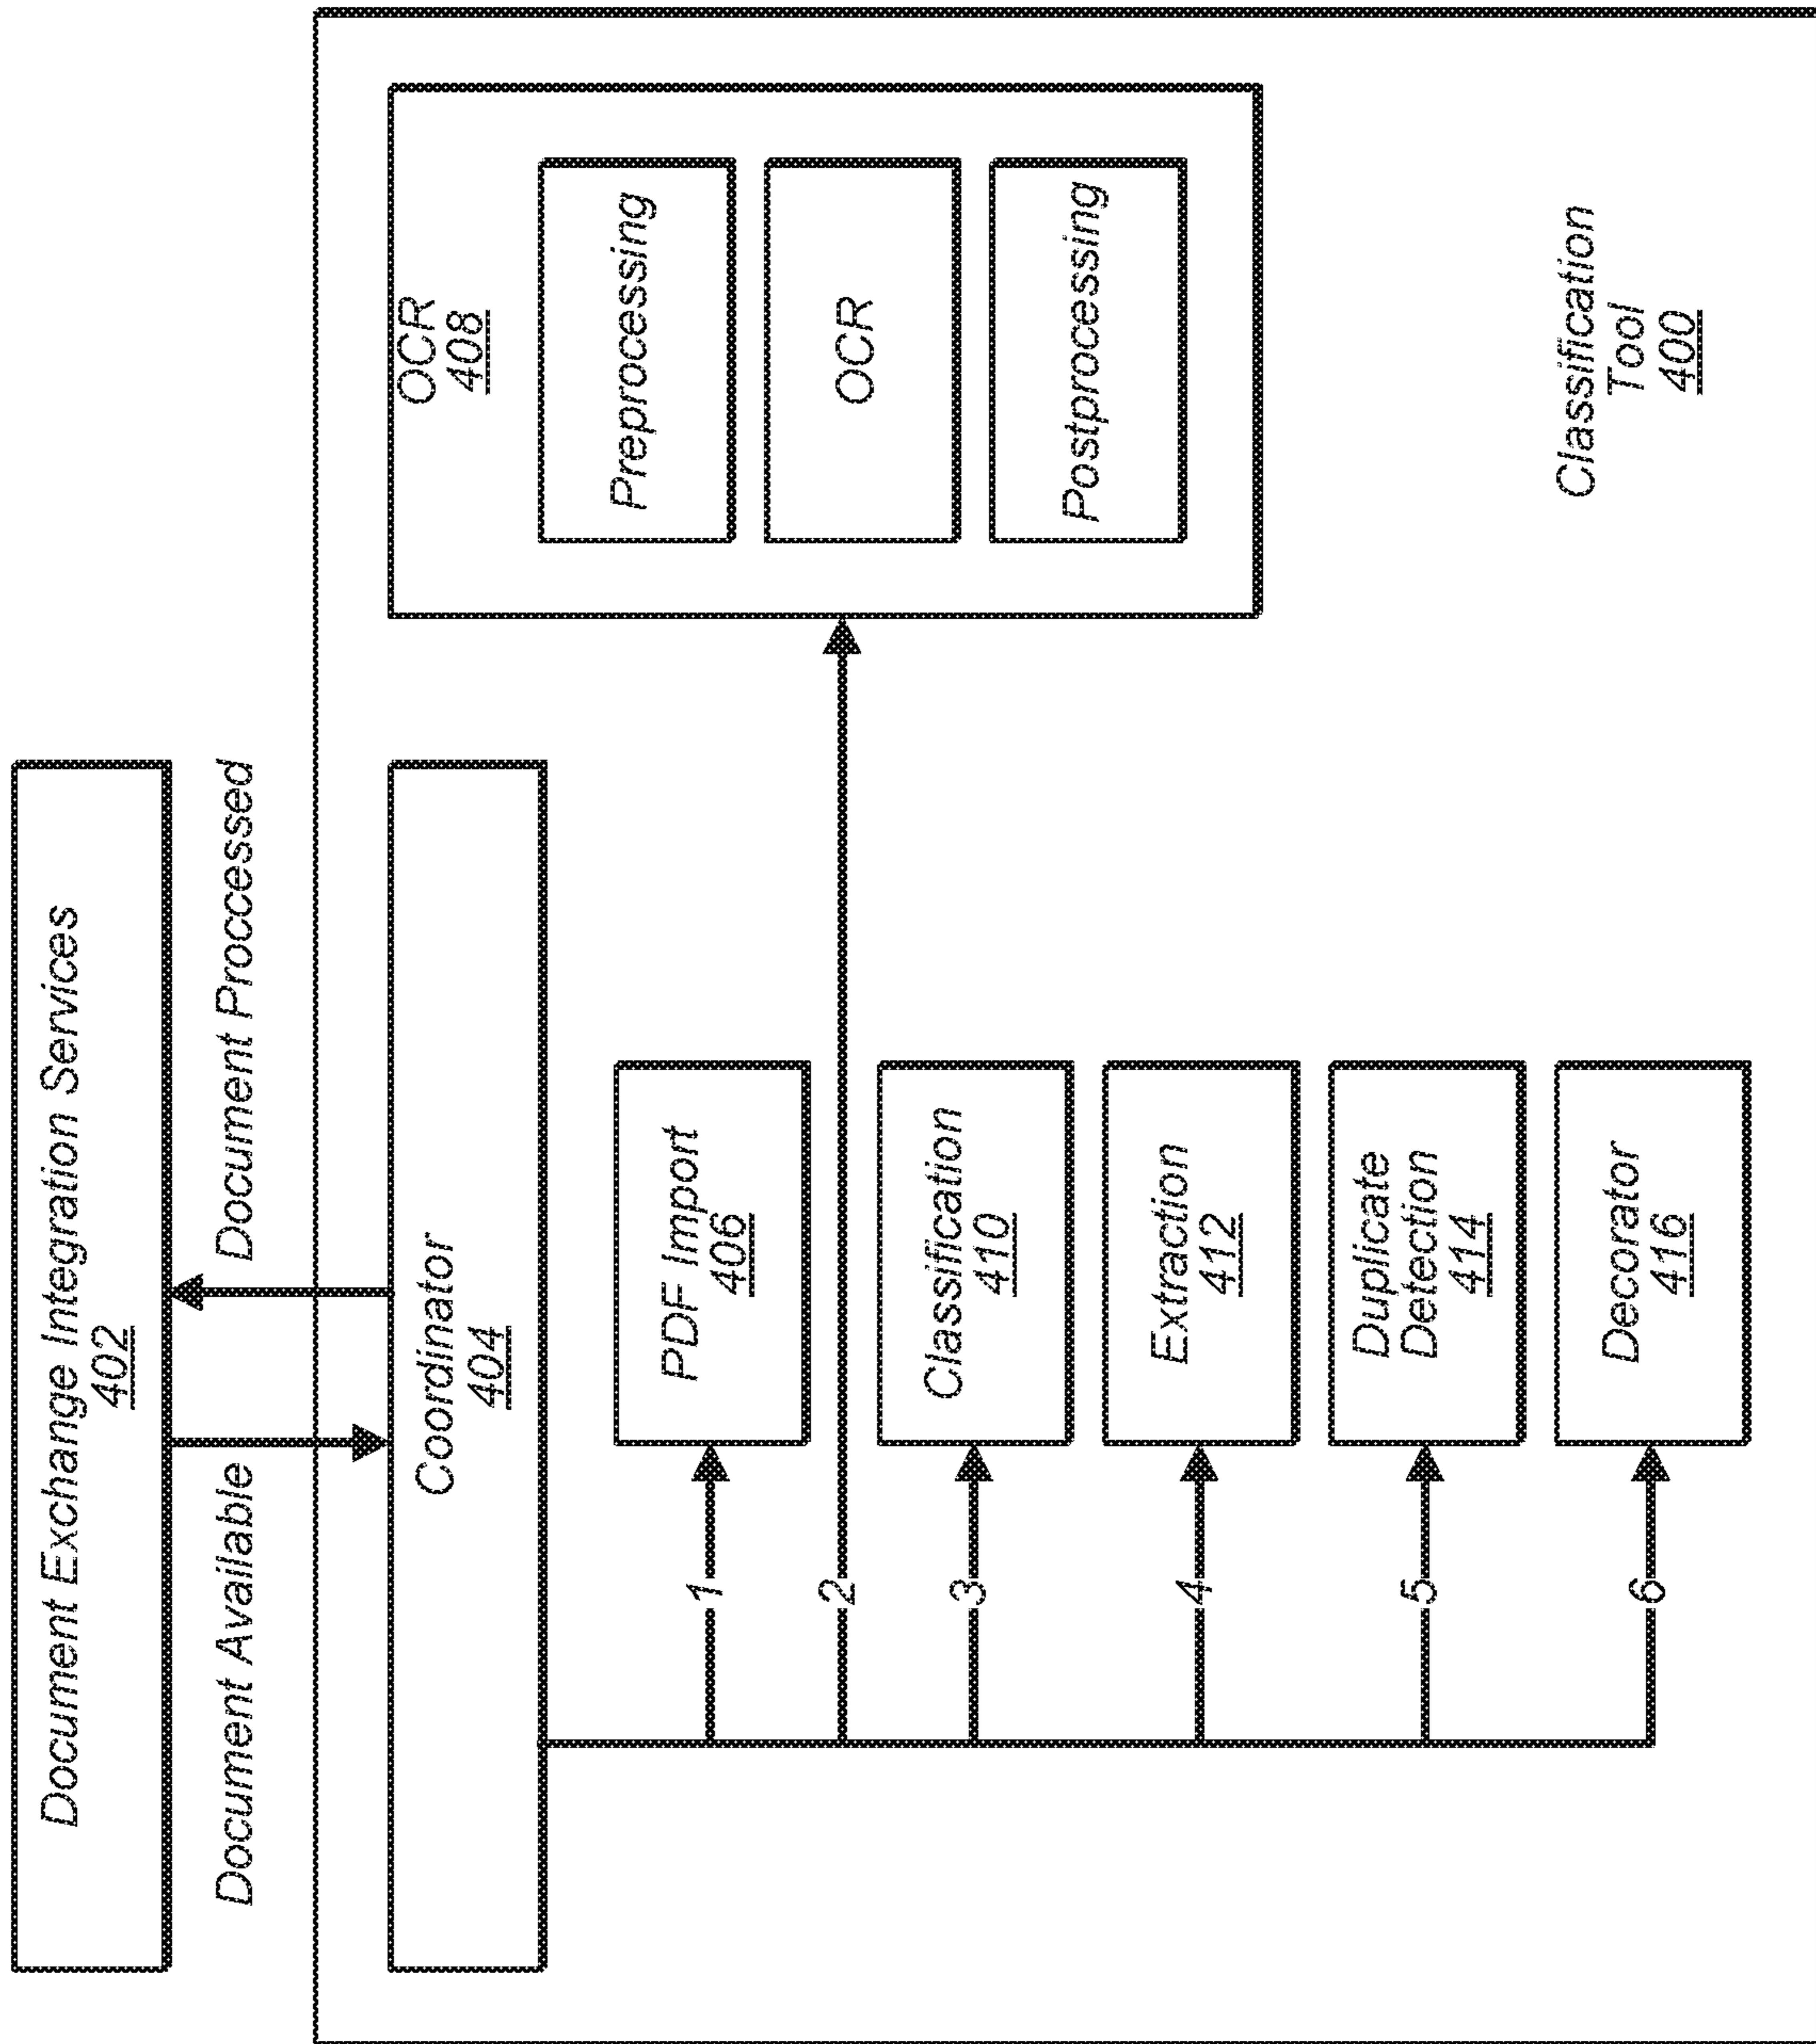 Document Exchange Integration Services
402
Document Available
Document Proccessed
Coordinator
404
PDF Import
406
Classification
410
Extraction
412
Duplicate
Detection
414
Decorator
416
1
2
3
4
5
6
OCR
408
Preprocessing
OCR
Postprocessing
Classification
Tool
400